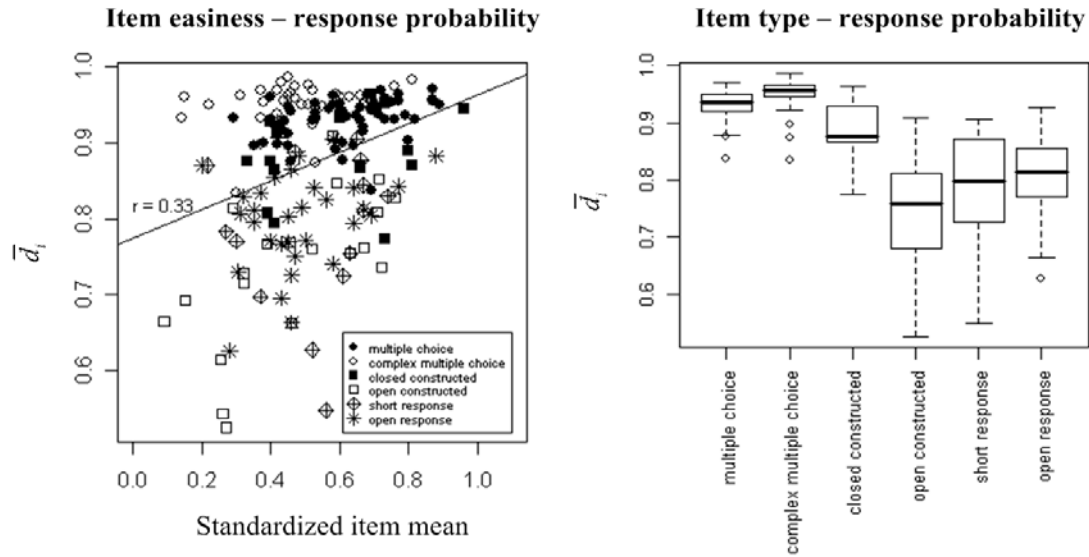 Item easiness – response probability
d̄ᵢ
1.0
0.9
0.8
0.7
0.6
r = 0.33
multiple choice
complex multiple choice
closed constructed
open constructed
short response
open response
0.0 0.2 0.4 0.6 0.8 1.0
Standardized item mean
Item type – response probability
d̄ᵢ
1.0
0.9
0.8
0.7
0.6
multiple choice
complex multiple choice
closed constructed
open constructed
short response
open response